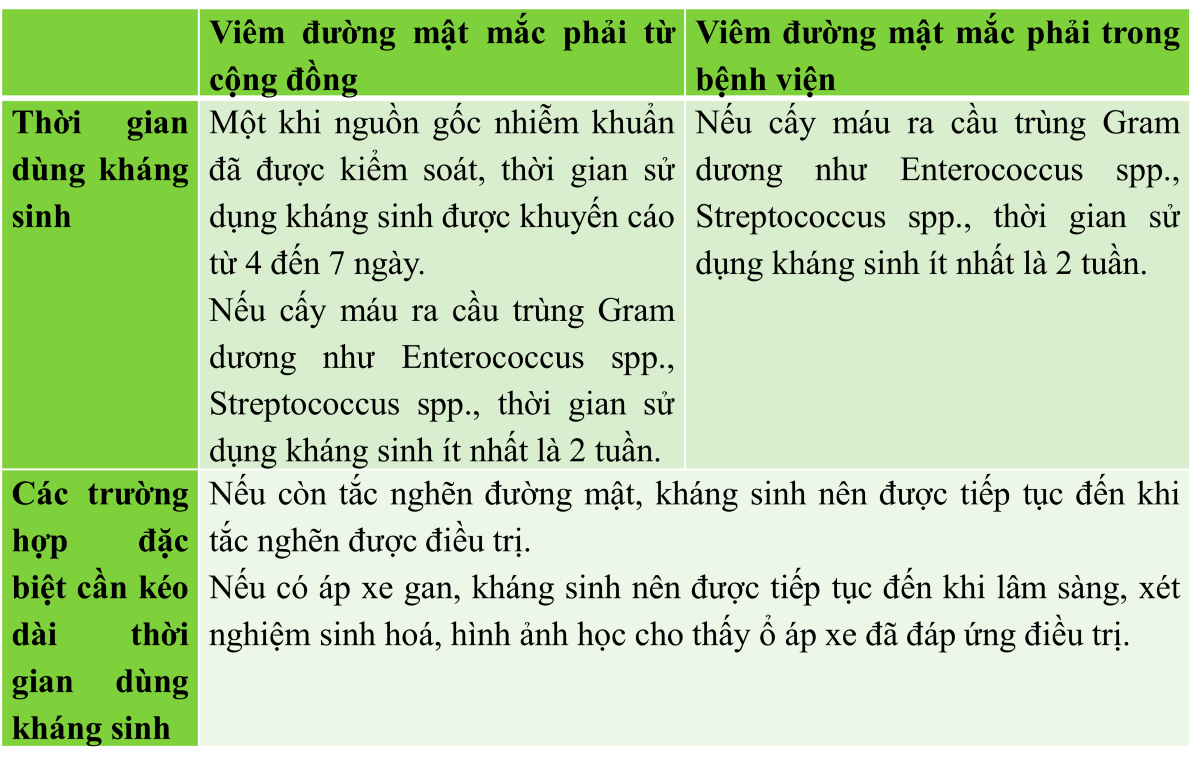 Viêm đường mật mắc phải từ
cộng đồng
Viêm đường mật mắc phải trong
bệnh viện
Thời gian
dùng kháng
sinh
Một khi nguồn gốc nhiễm khuẩn
đã được kiểm soát, thời gian sử
dụng kháng sinh được khuyến cáo
từ 4 đến 7 ngày.
Nếu cấy máu ra cầu trùng Gram
dương như Enterococcus spp.,
Streptococcus spp., thời gian sử
dụng kháng sinh ít nhất là 2 tuần.
Nếu cấy máu ra cầu trùng Gram
dương như Enterococcus spp.,
Streptococcus spp., thời gian sử
dụng kháng sinh ít nhất là 2 tuần.
Các trường
hợp đặc
biệt cần kéo
dài thời
gian dùng
kháng sinh
Nếu còn tắc nghẽn đường mật, kháng sinh nên được tiếp tục đến khi
tắc nghẽn được điều trị.
Nếu có áp xe gan, kháng sinh nên được tiếp tục đến khi lâm sàng, xét
nghiệm sinh hoá, hình ảnh học cho thấy ổ áp xe đã đáp ứng điều trị.